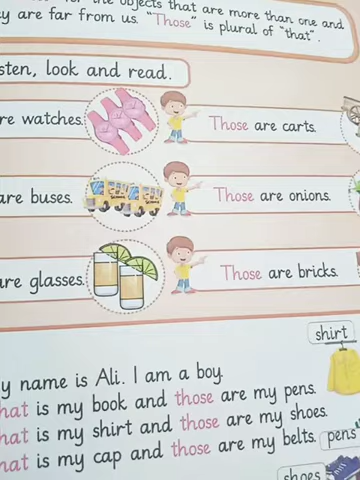 the objects that are more than one and
y are far from us. "Those" is plural of "that".
sten, look and read.
re watches.
Those are carts.
are buses.
Those are onions.
are glasses.
Those are bricks.
shirt
y name is Ali. I am a boy.
hat is my book and those are my pens.
hat is my shirt and those are my shoes.
hat is my cap and those are my belts.
pens
shoes